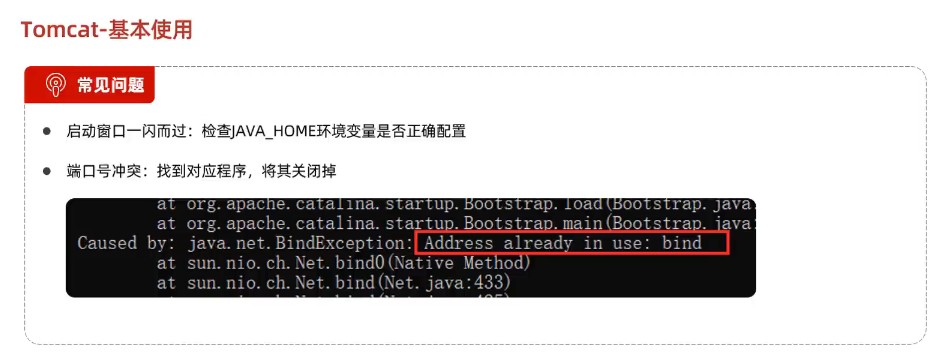 Tomcat-基本使用
常见问题
启动窗口一闪而过：检查JAVA_HOME环境变量是否正确配置
端口号冲突：找到对应程序，将其关闭掉
at org.apache.catalina.startup.Bootstrap.load(Bootstrap.java:
at org.apache.catalina.startup.Bootstrap.main(Bootstrap.java:
Caused by: java.net.BindException: Address already in use: bind
at sun.nio.ch.Net.bind0(Native Method)
at sun.nio.ch.Net.bind(Net.java:433)